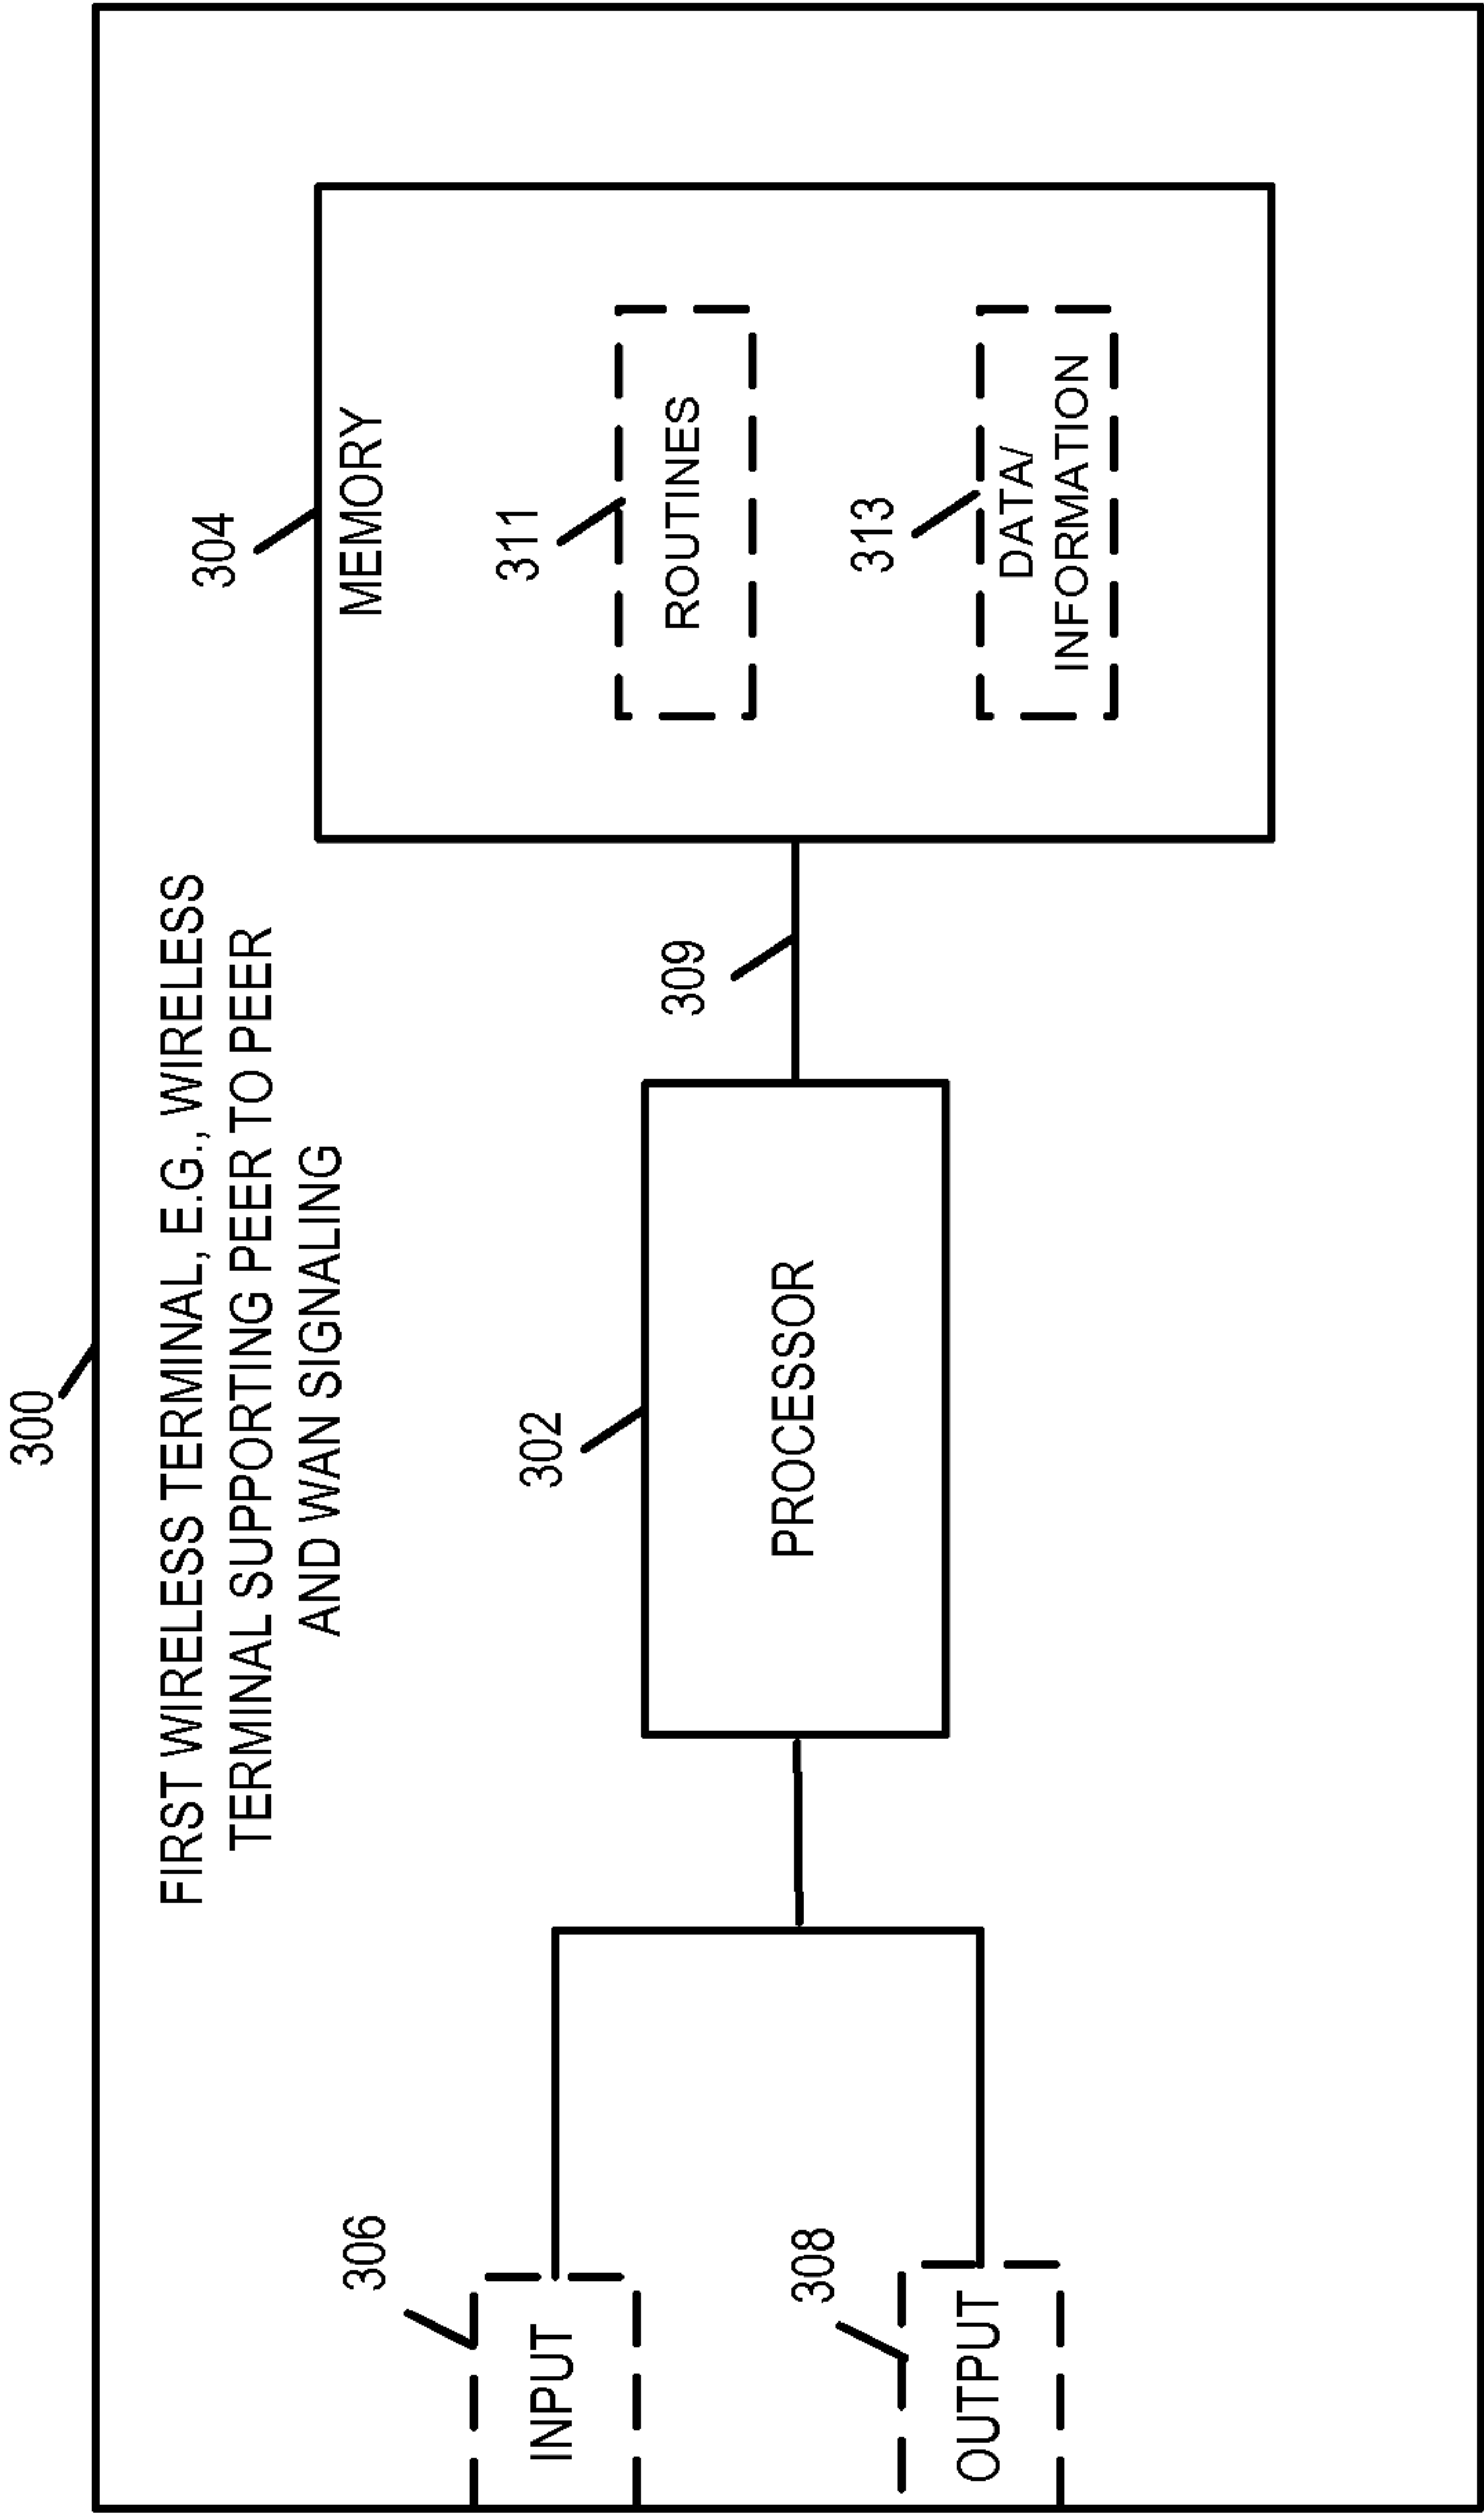 300
FIRST WIRELESS TERMINAL, E.G., WIRELESS
TERMINAL SUPPORTING PEER TO PEER
AND WAN SIGNALING
304
MEMORY
306
INPUT
302
PROCESSOR
309
311
ROUTINES
308
OUTPUT
313
DATA/
INFORMATION